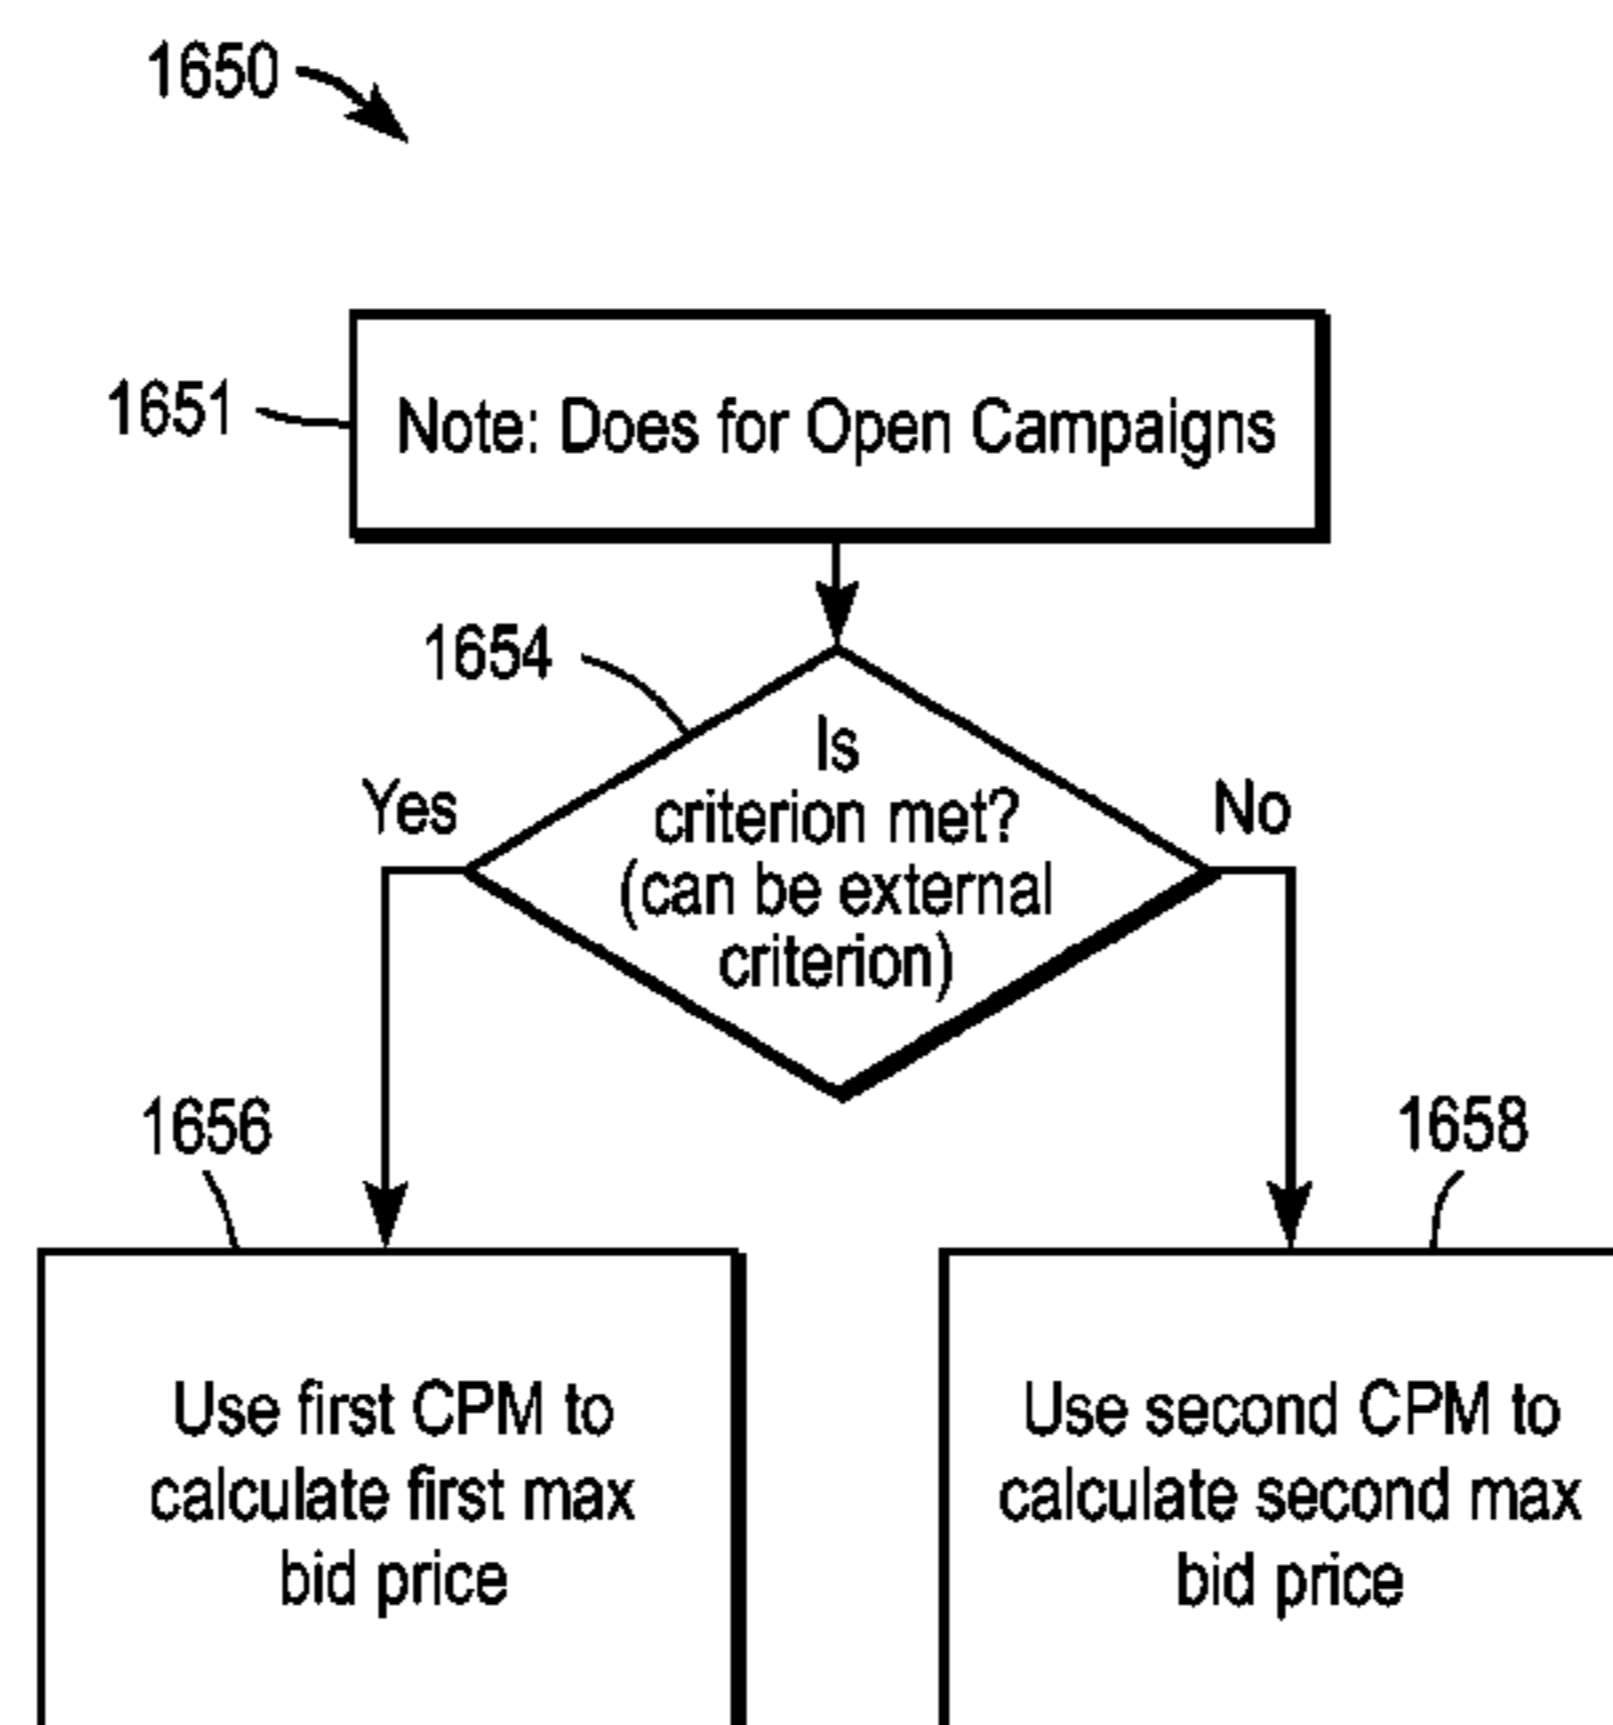 1650
1651
Note: Does for Open Campaigns
1654
Yes
Is
criterion met?
(can be external
criterion)
No
1656
1658
Use first CPM to
calculate first max
bid price
Use second CPM to
calculate second max
bid price